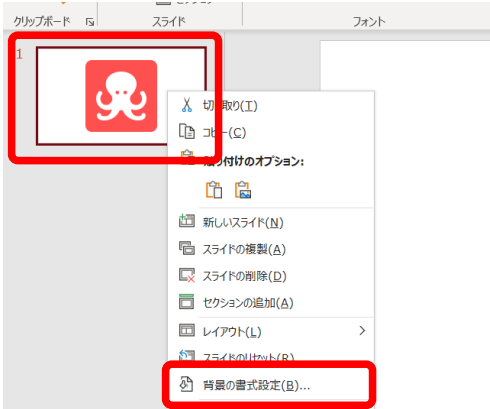 クリップボード
スライド
フォント
1
切り取り(T)
コピー(C)
貼り付けのオプション:
新しいスライド(N)
スライドの複製(A)
スライドの削除(D)
セクションの追加(A)
レイアウト(L)
スライドのリセット(R)
背景の書式設定(B)...